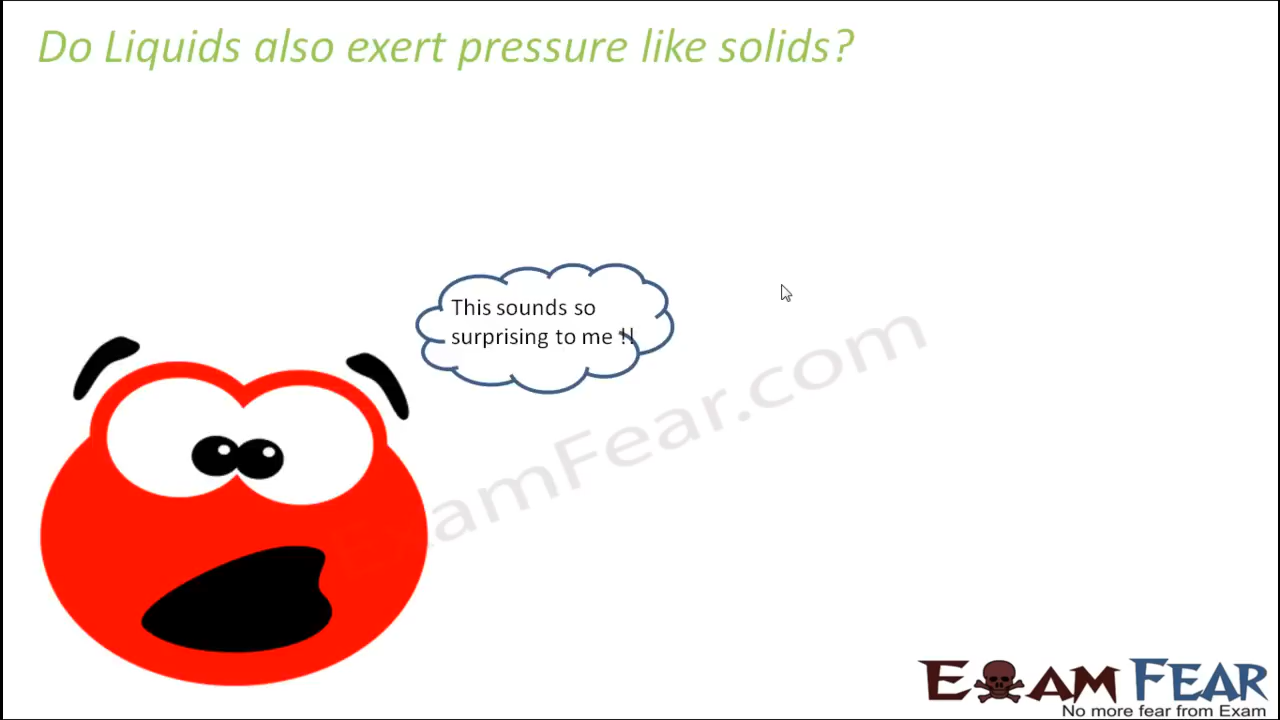 Do Liquids also exert pressure like solids?
This sounds so
surprising to me !!
ExamFear.com
EXAM FEAR
No more fear from Exam